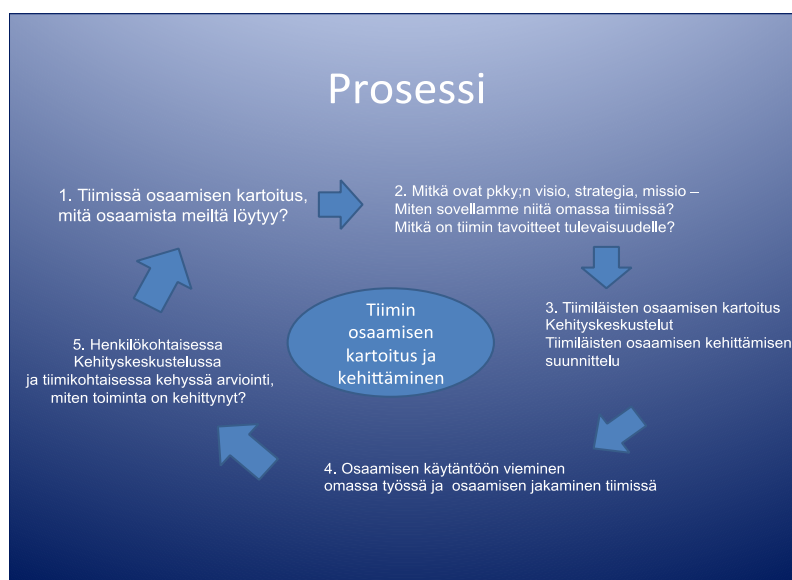 Prosessi
1. Tiimissä osaamisen kartoitus,
mitä osaamista meiltä löytyy?
2. Mitkä ovat pkky;n visio, strategia, missio –
Miten sovellamme niitä omassa tiimissä?
Mitkä on tiimin tavoitteet tulevaisuudelle?
3. Tiimiläisten osaamisen kartoitus
Kehityskeskustelut
Tiimiläisten osaamisen kehittämisen
suunnittelu
4. Osaamisen käytäntöön vieminen
omassa työssä ja osaamisen jakaminen tiimissä
5. Henkilökohtaisessa
Kehityskeskustelussa
ja tiimikohtaisessa kehyssä arviointi,
miten toiminta on kehittynyt?
Tiimin
osaamisen
kartoitus ja
kehittäminen